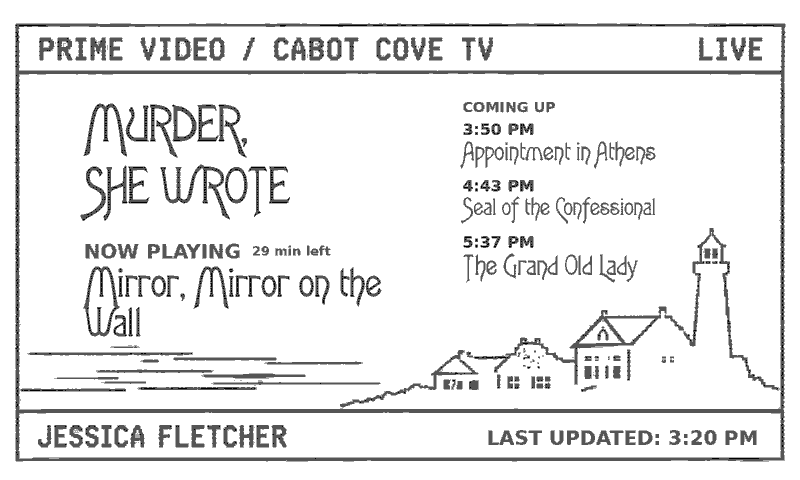 PRIME VIDEO / CABOT COVE TV
LIVE
MURDER,
SHE WROTE
NOW PLAYING 29 min left
Mirror, Mirror on the
Wall
COMING UP
3:50 PM
Appointment in Athens
4:43 PM
Seal of the Confessional
5:37 PM
The Grand Old Lady
JESSICA FLETCHER
LAST UPDATED: 3:20 PM